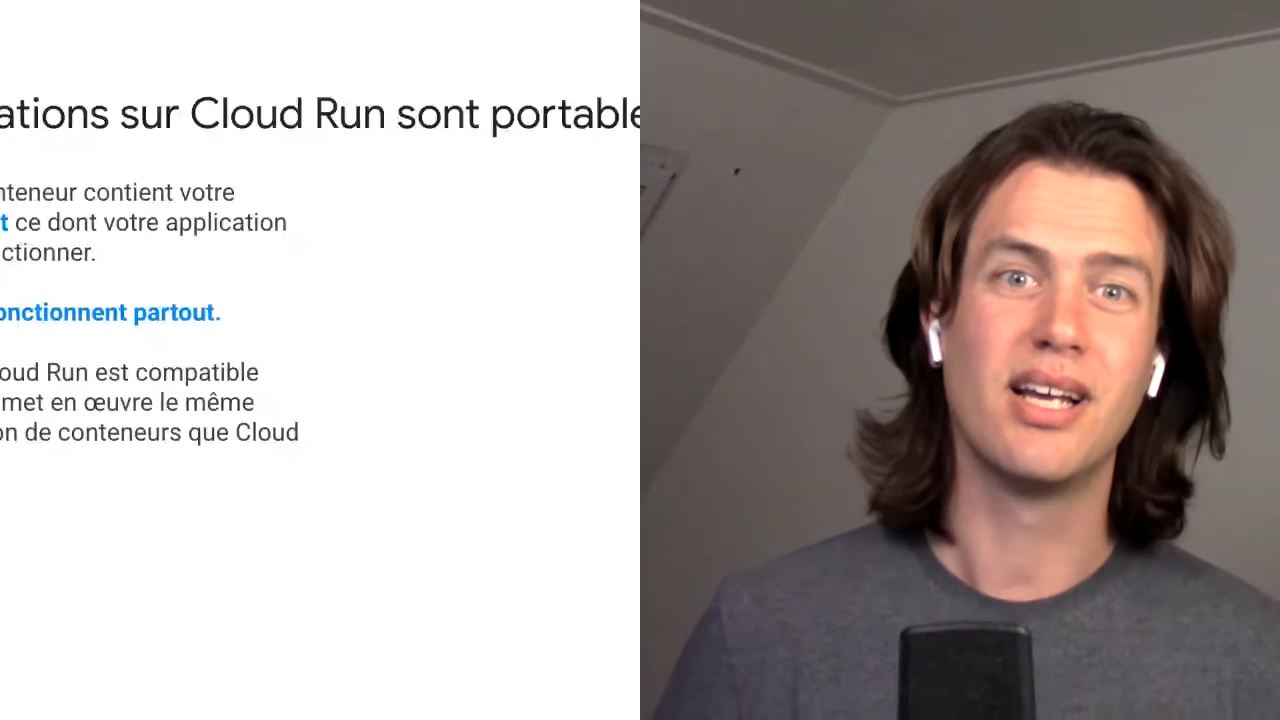 ations sur Cloud Run sont portable
nteneur contient votre
t ce dont votre application
ctionner.
onctionnent partout.
oud Run est compatible
met en œuvre le même
on de conteneurs que Cloud